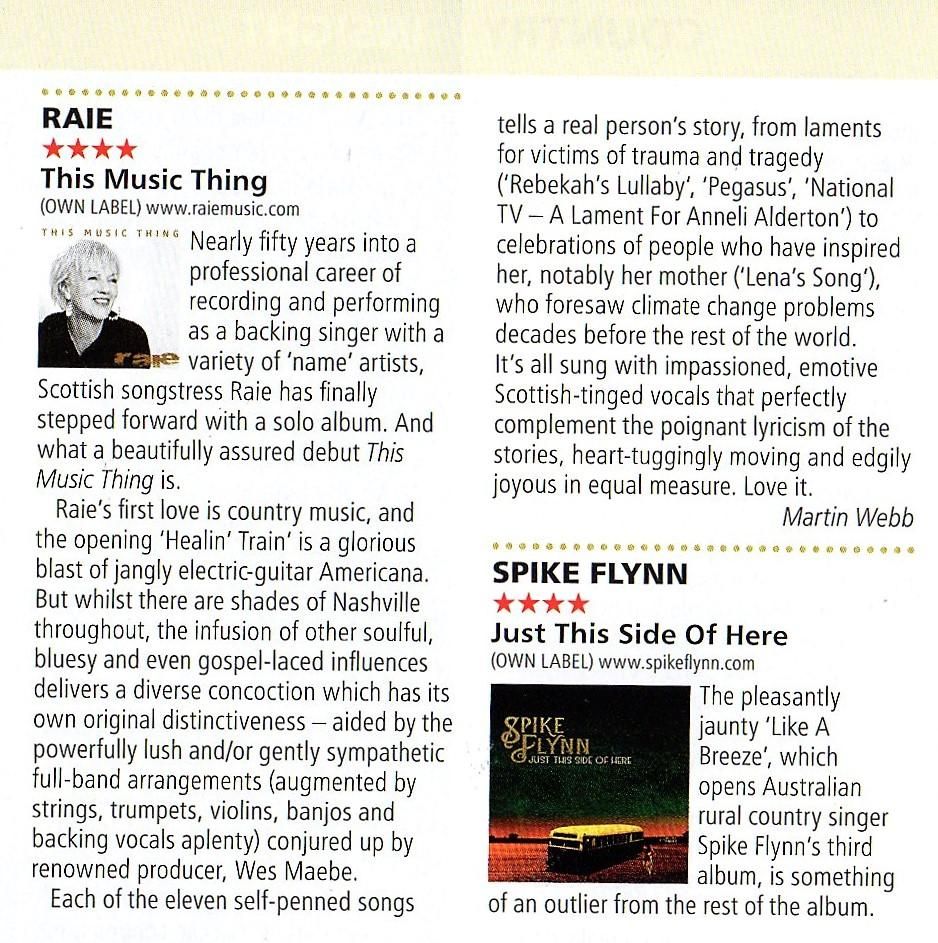 RAIE
This Music Thing
(OWN LABEL) www.raiemusic.com
THIS MUSIC THING
raie
Nearly fifty years into a
professional career of
recording and performing
as a backing singer with a
variety of ‘name’ artists,
Scottish songstress Raie has finally
stepped forward with a solo album. And
what a beautifully assured debut This
Music Thing is.
Raie’s first love is country music, and
the opening ‘Healin’ Train’ is a glorious
blast of jangly electric-guitar Americana.
But whilst there are shades of Nashville
throughout, the infusion of other soulful,
bluesy and even gospel-laced influences
delivers a diverse concoction which has its
own original distinctiveness – aided by the
powerfully lush and/or gently sympathetic
full-band arrangements (augmented by
strings, trumpets, violins, banjos and
backing vocals aplenty) conjured up by
renowned producer, Wes Maebe.
Each of the eleven self-penned songs
tells a real person’s story, from laments
for victims of trauma and tragedy
(‘Rebekah’s Lullaby’, ‘Pegasus’, ‘National
TV – A Lament For Anneli Alderton’) to
celebrations of people who have inspired
her, notably her mother (‘Lena’s Song’),
who foresaw climate change problems
decades before the rest of the world.
It’s all sung with impassioned, emotive
Scottish-tinged vocals that perfectly
complement the poignant lyricism of the
stories, heart-tuggingly moving and edgily
joyous in equal measure. Love it.
Martin Webb
SPIKE FLYNN
Just This Side Of Here
(OWN LABEL) www.spikeflynn.com
SPIKE
FLYNN
JUST THIS SIDE OF HERE
The pleasantly
jaunty ‘Like A
Breeze’, which
opens Australian
rural country singer
Spike Flynn’s third
album, is something
of an outlier from the rest of the album.